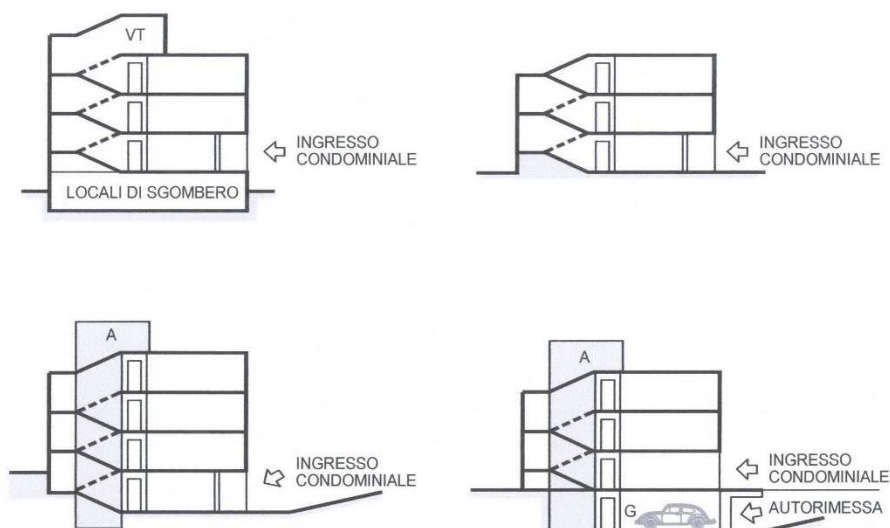 VT
INGRESSO
CONDOMINIALE
LOCALI DI SGOMBERO
INGRESSO
CONDOMINIALE
A
INGRESSO
CONDOMINIALE
A
INGRESSO
CONDOMINIALE
G
AUTORIMESSA